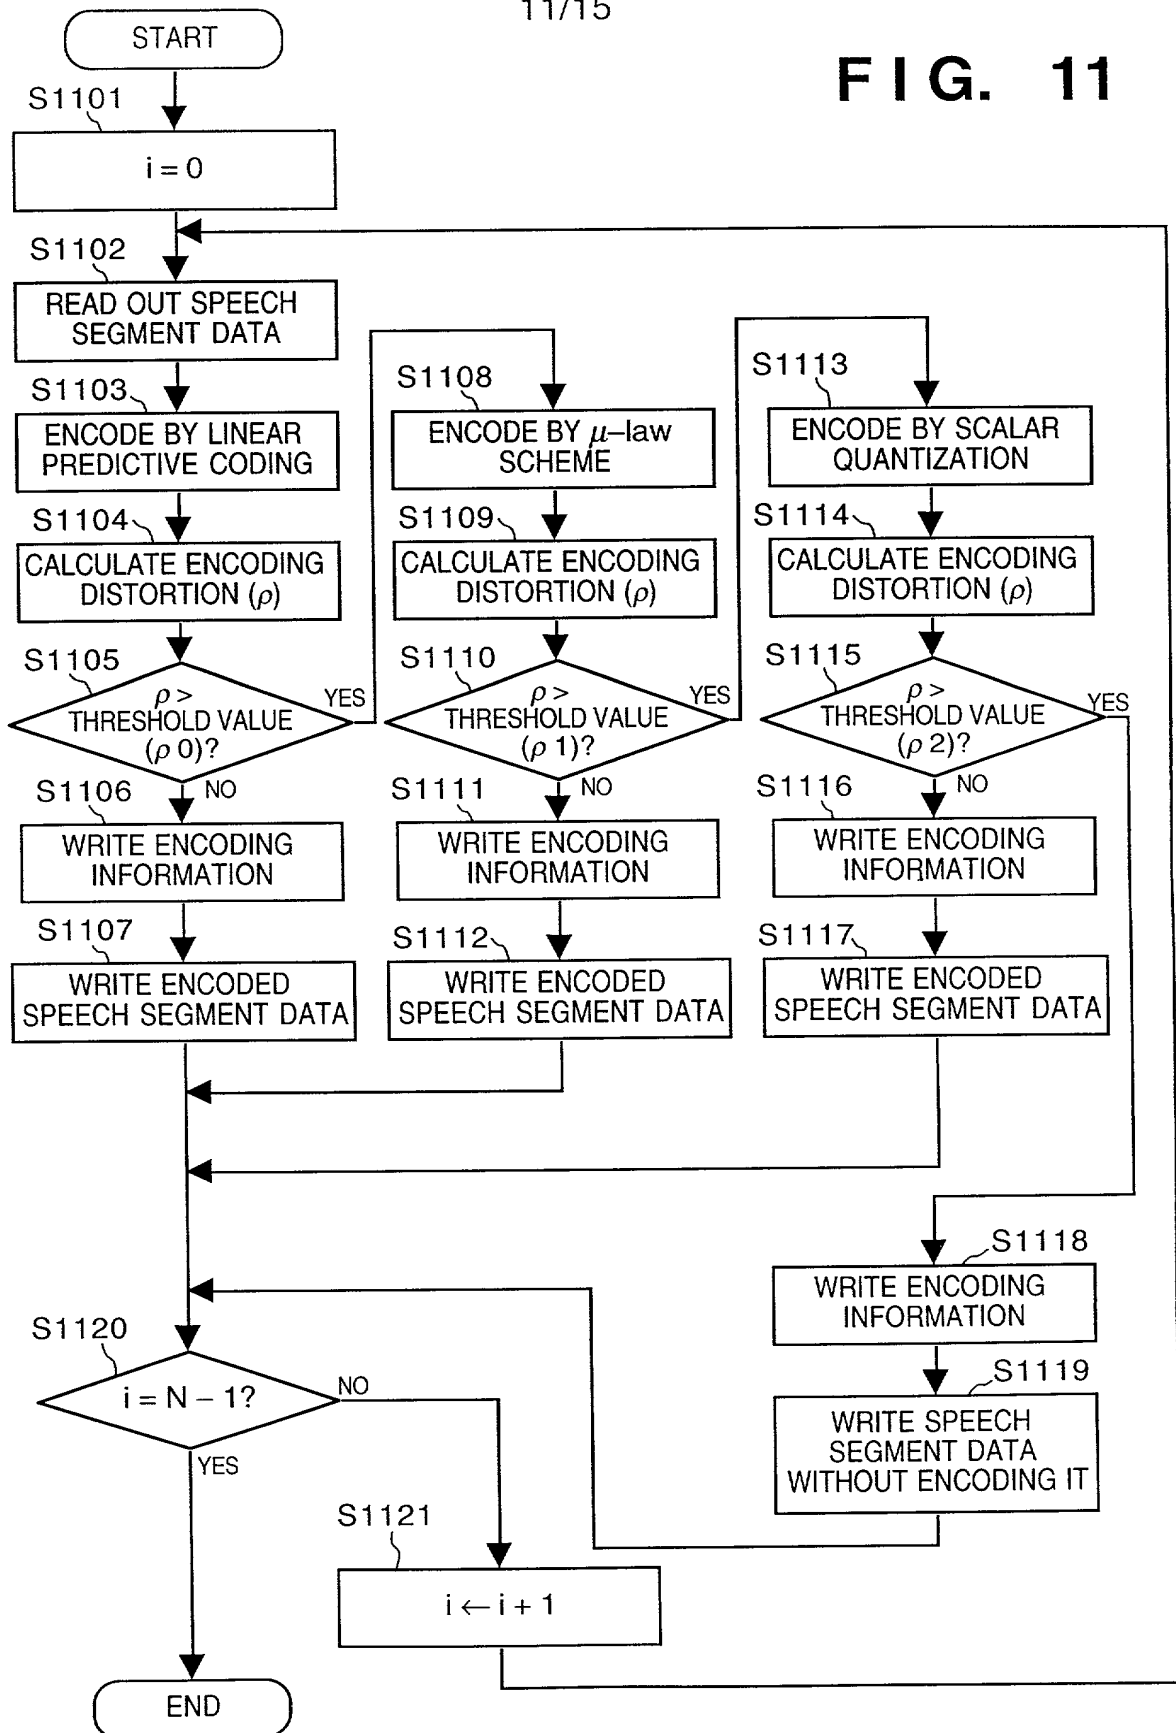 11/15
FIG. 11
START
S1101
i = 0
S1102
READ OUT SPEECH
SEGMENT DATA
S1103
ENCODE BY LINEAR
PREDICTIVE CODING
S1104
CALCULATE ENCODING
DISTORTION (ρ)
S1105
ρ >
THRESHOLD VALUE
(ρ 0)?
YES
NO
S1106
WRITE ENCODING
INFORMATION
S1107
WRITE ENCODED
SPEECH SEGMENT DATA
S1108
ENCODE BY μ–law
SCHEME
S1109
CALCULATE ENCODING
DISTORTION (ρ)
S1110
ρ >
THRESHOLD VALUE
(ρ 1)?
YES
NO
S1111
WRITE ENCODING
INFORMATION
S1112
WRITE ENCODED
SPEECH SEGMENT DATA
S1113
ENCODE BY SCALAR
QUANTIZATION
S1114
CALCULATE ENCODING
DISTORTION (ρ)
S1115
ρ >
THRESHOLD VALUE
(ρ 2)?
YES
NO
S1116
WRITE ENCODING
INFORMATION
S1117
WRITE ENCODED
SPEECH SEGMENT DATA
S1118
WRITE ENCODING
INFORMATION
S1119
WRITE SPEECH
SEGMENT DATA
WITHOUT ENCODING IT
S1120
i = N – 1?
NO
YES
S1121
i ← i + 1
END